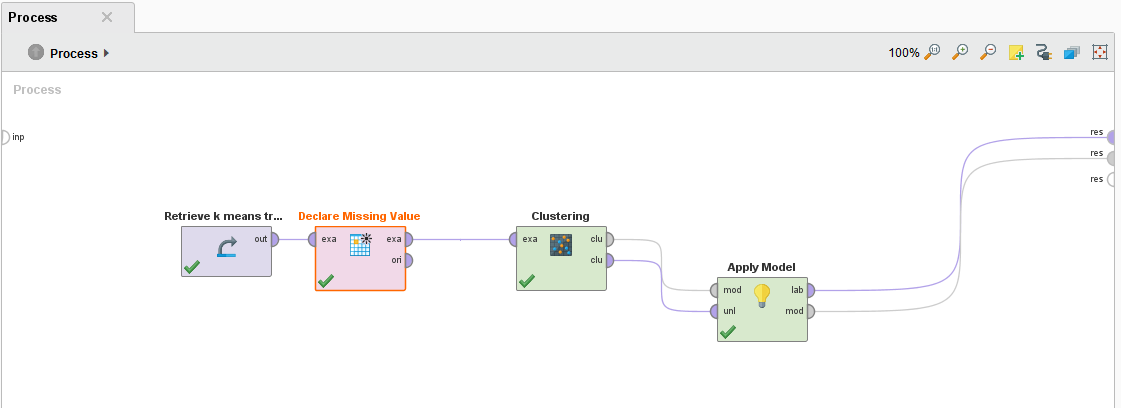 Process
Process
100%
Process
inp
res
res
res
Retrieve k means tr...
out
Declare Missing Value
exa
exa
ori
Clustering
exa
clu
clu
Apply Model
mod
lab
unl
mod